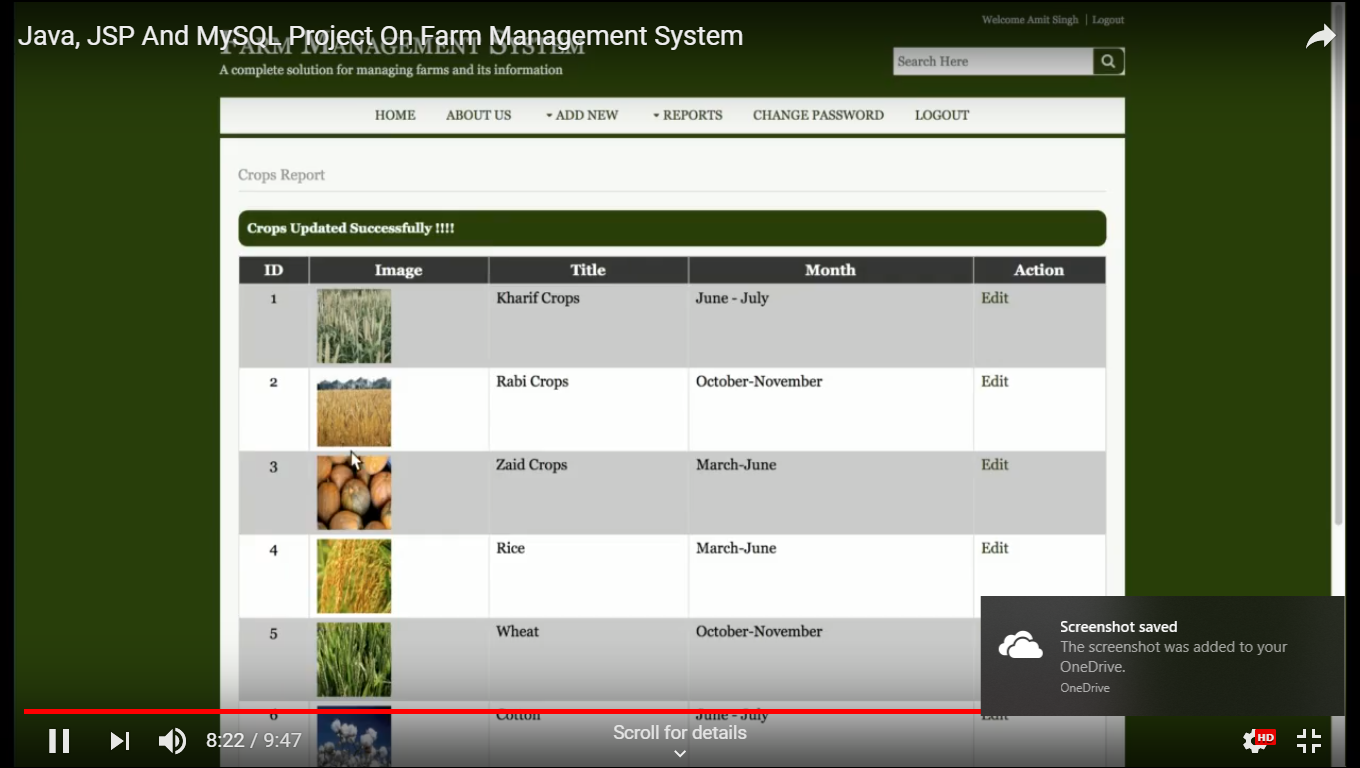 Welcome Amit Singh | Logout
Java, JSP And MySQL Project On Farm Management System
FARM MANAGEMENT SYSTEM
A complete solution for managing farms and its information
Search Here
HOME ABOUT US ADD NEW REPORTS CHANGE PASSWORD LOGOUT
Crops Report
Crops Updated Successfully !!!!
ID Image Title Month Action
1 Kharif Crops June - July Edit
2 Rabi Crops October-November Edit
3 Zaid Crops March-June Edit
4 Rice March-June Edit
5 Wheat October-November
6 Cotton June - July Edit
Screenshot saved
The screenshot was added to your
OneDrive.
OneDrive
8:22 / 9:47
Scroll for details
HD